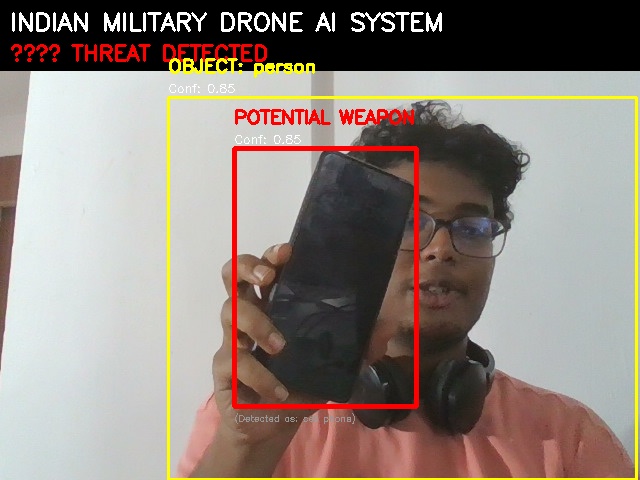 INDIAN MILITARY DRONE AI SYSTEM
???? THREAT DETECTED
OBJECT: person
Conf: 0.85
POTENTIAL WEAPON
Conf: 0.85
(Detected as: cell phone)